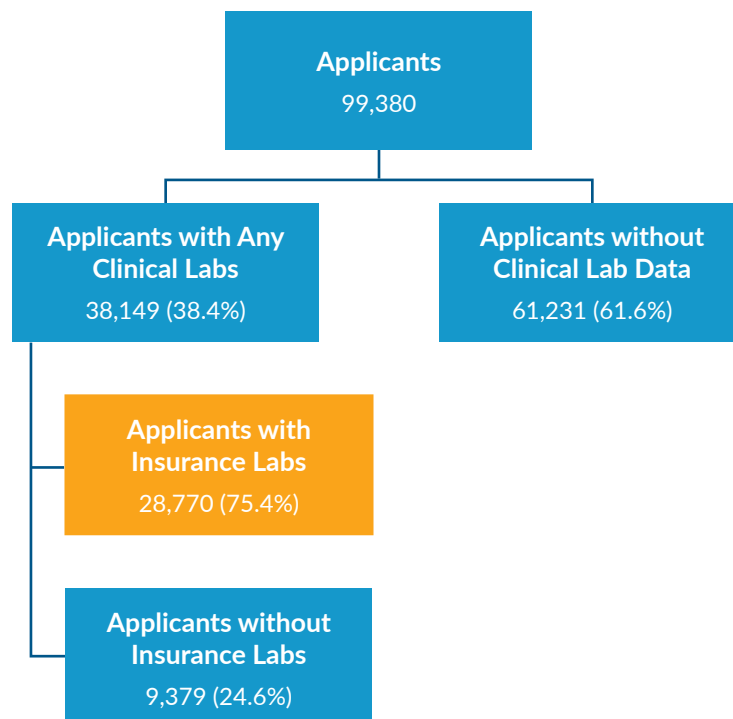 Applicants
99,380
Applicants with Any
Clinical Labs
38,149 (38.4%)
Applicants without
Clinical Lab Data
61,231 (61.6%)
Applicants with
Insurance Labs
28,770 (75.4%)
Applicants without
Insurance Labs
9,379 (24.6%)